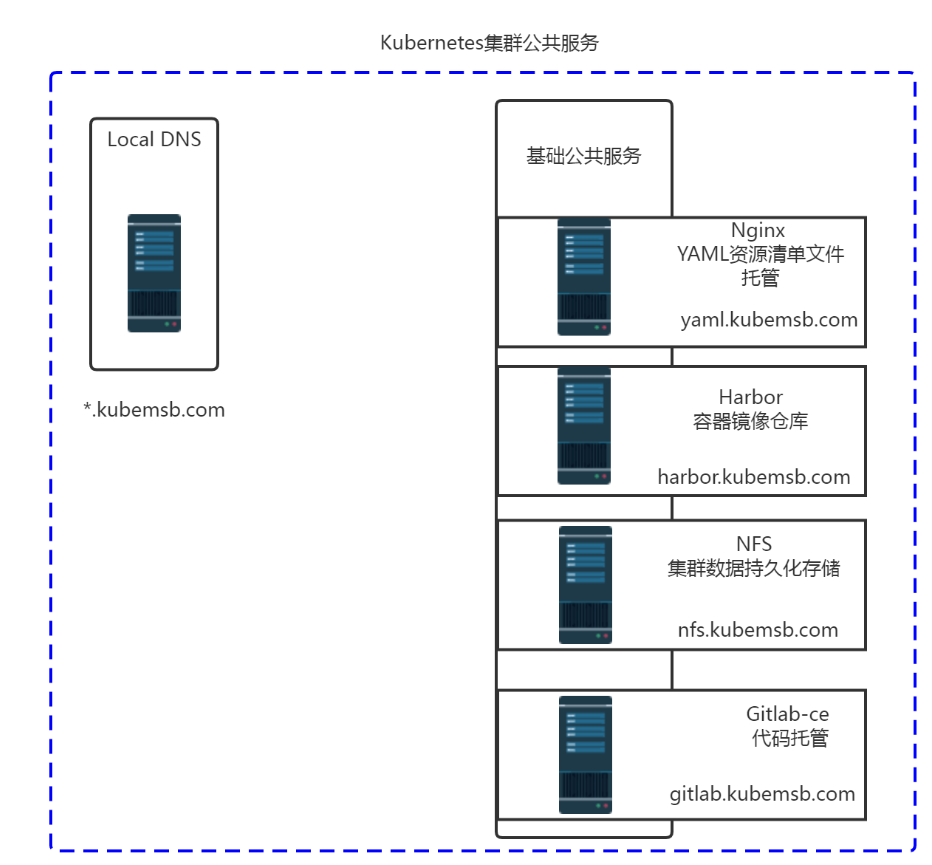 Kubernetes集群公共服务
Local DNS
*.kubemsb.com
基础公共服务
Nginx
YAML资源清单文件
托管
yaml.kubemsb.com
Harbor
容器镜像仓库
harbor.kubemsb.com
NFS
集群数据持久化存储
nfs.kubemsb.com
Gitlab-ce
代码托管
gitlab.kubemsb.com